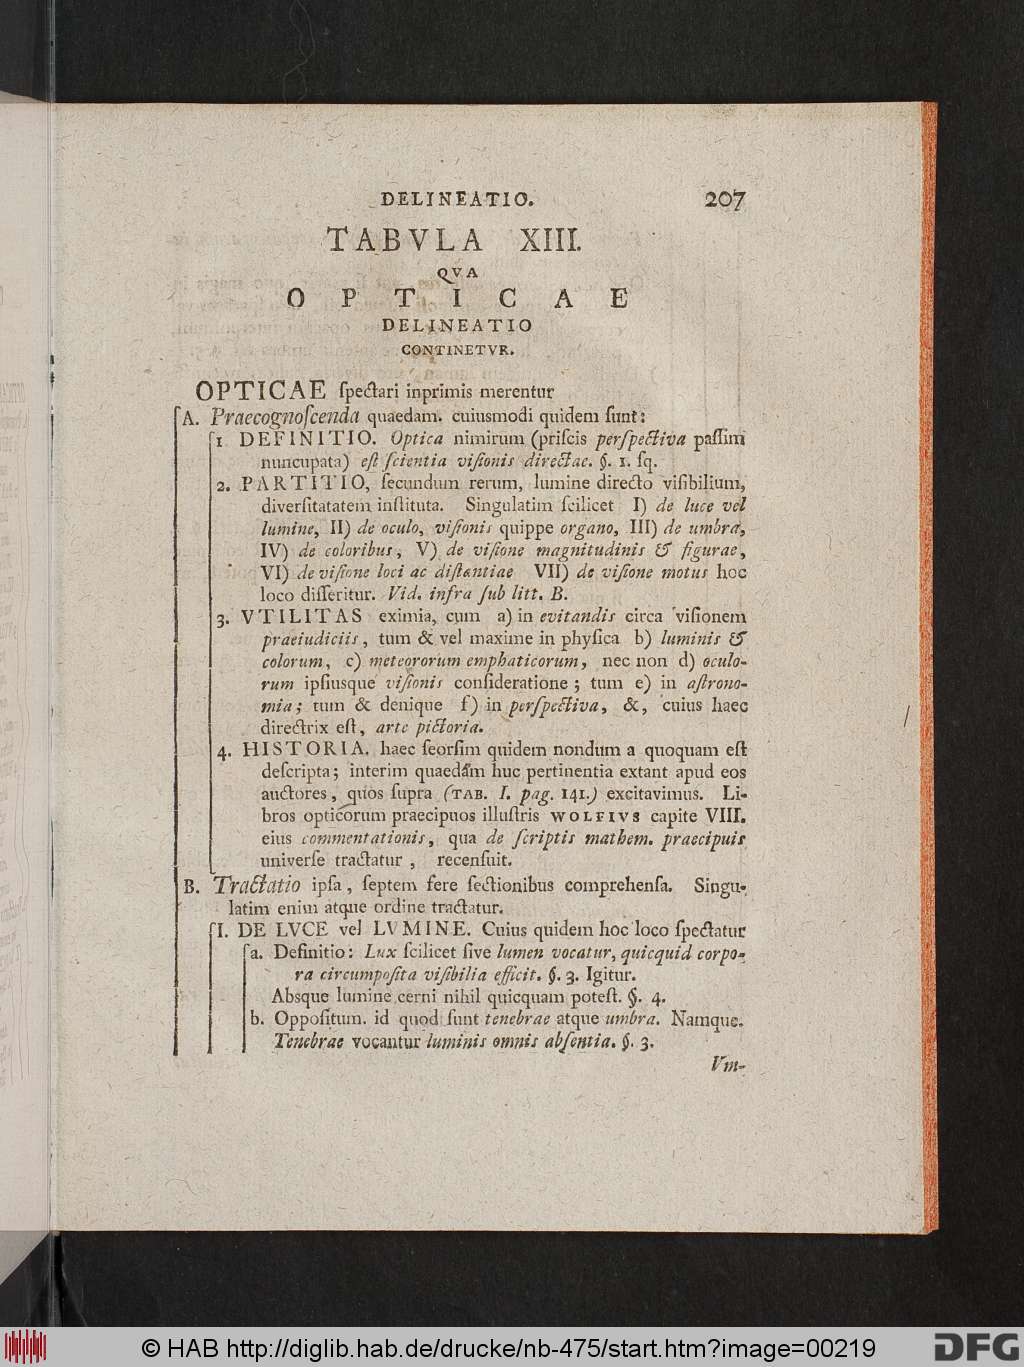 DELINEATIO. 207
TABVLA XIII.
QVA
OPTICAE
DELINEATIO
CONTINETVR.
OPTICAE ſpectari inprimis merentur
A. Praecognoſcenda quaedam. cuiusmodi quidem ſunt:
1 DEFINITIO. Optica nimirum (priſcis perſpectiva paſſim
nuncupata) eſt ſcientia viſionis directae. §. 1. ſq.
2. PARTITIO, ſecundum rerum, lumine directo viſibilium,
diverſitatatem inſtituta. Singulatim ſcilicet I) de luce vel
lumine, II) de oculo, viſionis quippe organo, III) de umbra,
IV) de coloribus, V) de viſione magnitudinis & figurae,
VI) de viſione loci ac diſtantiae VII) de viſione motus hoc
loco diſſeritur. Vid. infra ſub litt. B.
3. VTILITAS eximia, cum a) in evitandis circa viſionem
praeiudiciis, tum & vel maxime in phyſica b) luminis &
colorum, c) meteororum emphaticorum, nec non d) oculo-
rum ipſiusque viſionis conſideratione; tum e) in aſtrono-
mia; tum & denique f) in perſpectiva, &, cuius haec
directrix eſt, arte pictoria.
4. HISTORIA. haec ſeorſim quidem nondum a quoquam eſt
deſcripta; interim quaedam huc pertinentia extant apud eos
auctores, quos ſupra (TAB. I. pag. 141.) excitavimus. Li-
bros opticorum praecipuos illuſtris WOLFIVS capite VIII.
eius commentationis, qua de ſcriptis mathem. praecipuis
univerſe tractatur, recenſuit.
B. Tractatio ipſa, ſeptem fere ſectionibus comprehenſa. Singu-
latim enim atque ordine tractatur.
I. DE LVCE vel LVMINE. Cuius quidem hoc loco ſpectatur
a. Definitio: Lux ſcilicet ſive lumen vocatur, quicquid corpo-
ra circumpoſita viſibilia efficit. §. 3. Igitur.
Absque lumine cerni nihil quicquam poteſt. §. 4.
b. Oppoſitum. id quod ſunt tenebrae atque umbra. Namque.
Tenebrae vocantur luminis omnis abſentia. §. 3.
Vm-
© HAB http://diglib.hab.de/drucke/nb-475/start.htm?image=00219
DFG